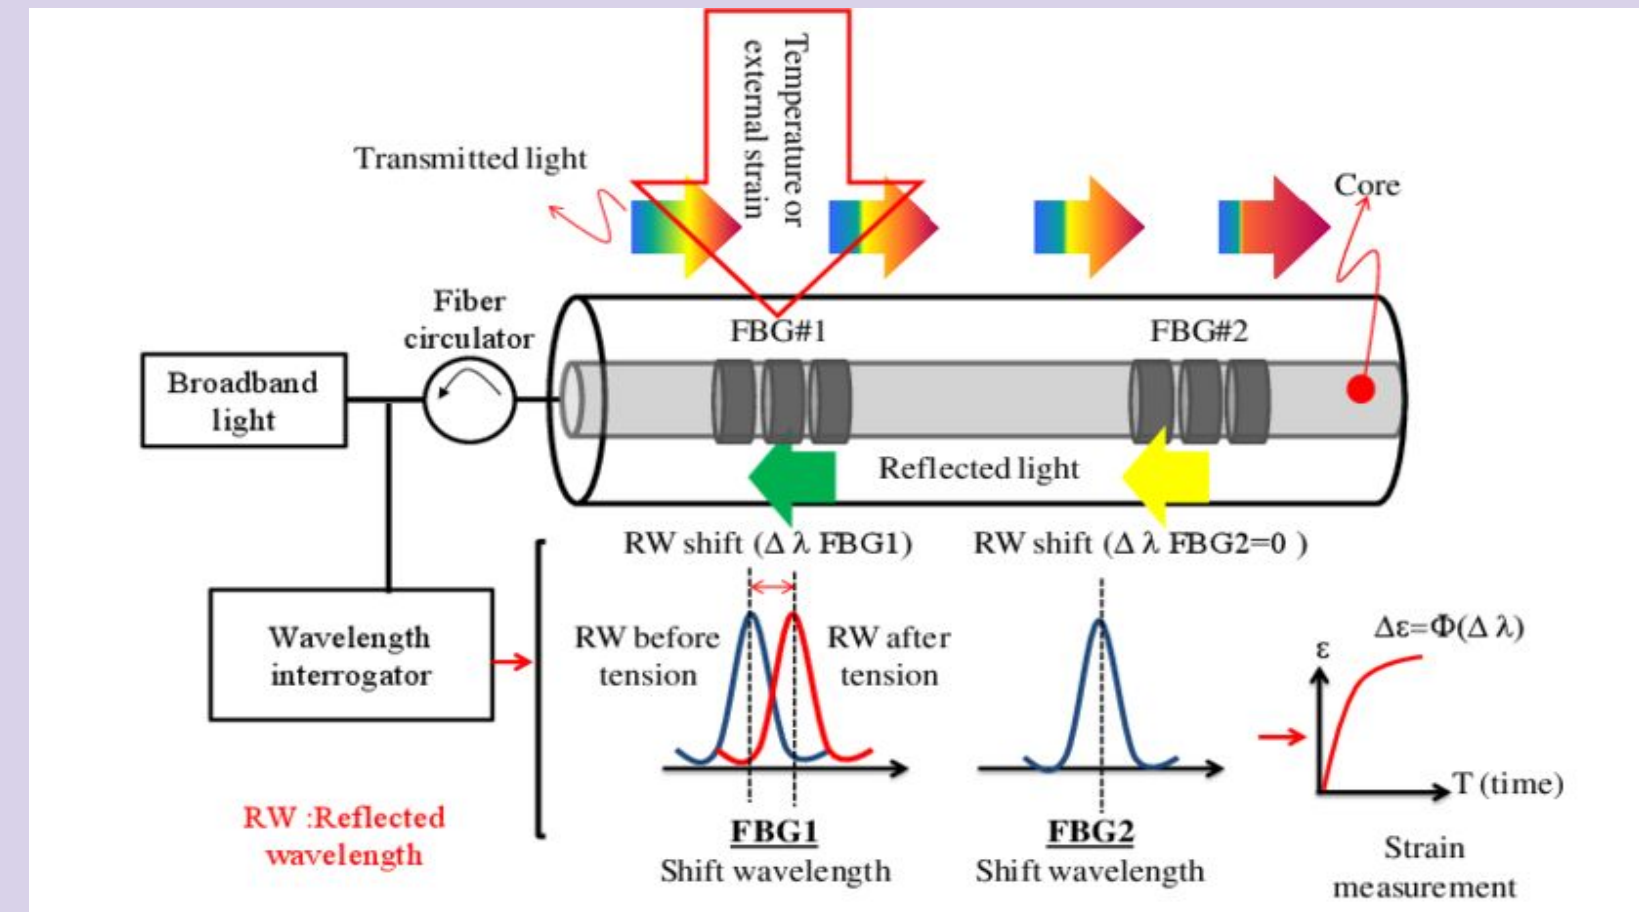 Temperature or
external strain
Transmitted light
Core
Fiber
circulator
FBG#1
FBG#2
Broadband
light
Reflected light
RW shift (Δ λ FBG1)
RW shift (Δ λ FBG2=0 )
Wavelength
interrogator
RW before
tension
RW after
tension
Δε=Φ(Δ λ)
ε
T (time)
RW :Reflected
wavelength
FBG1
Shift wavelength
FBG2
Shift wavelength
Strain
measurement